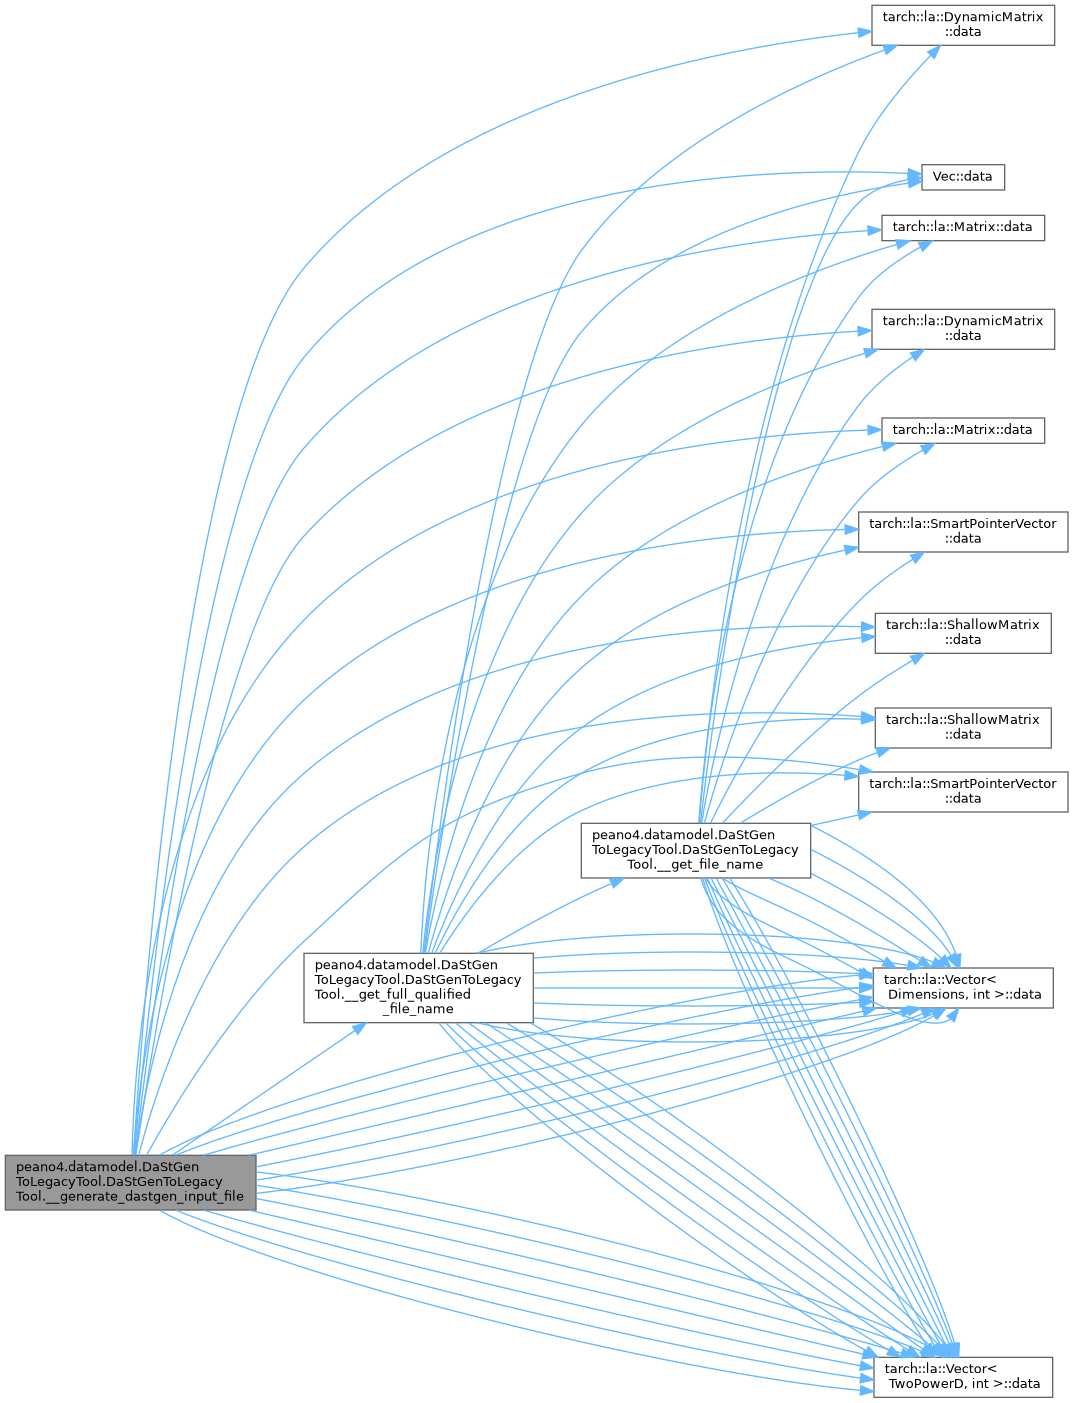 tarch::la::DynamicMatrix
::data
Vec::data
tarch::la::Matrix::data
tarch::la::DynamicMatrix
::data
tarch::la::Matrix::data
tarch::la::SmartPointerVector
::data
tarch::la::ShallowMatrix
::data
tarch::la::ShallowMatrix
::data
tarch::la::SmartPointerVector
::data
peano4.datamodel.DaStGen
ToLegacyTool.DaStGenToLegacy
Tool.__get_file_name
peano4.datamodel.DaStGen
ToLegacyTool.DaStGenToLegacy
Tool.__get_full_qualified
_file_name
tarch::la::Vector<
Dimensions, int >::data
peano4.datamodel.DaStGen
ToLegacyTool.DaStGenToLegacy
Tool.__generate_dastgen_input_file
tarch::la::Vector<
TwoPowerD, int >::data